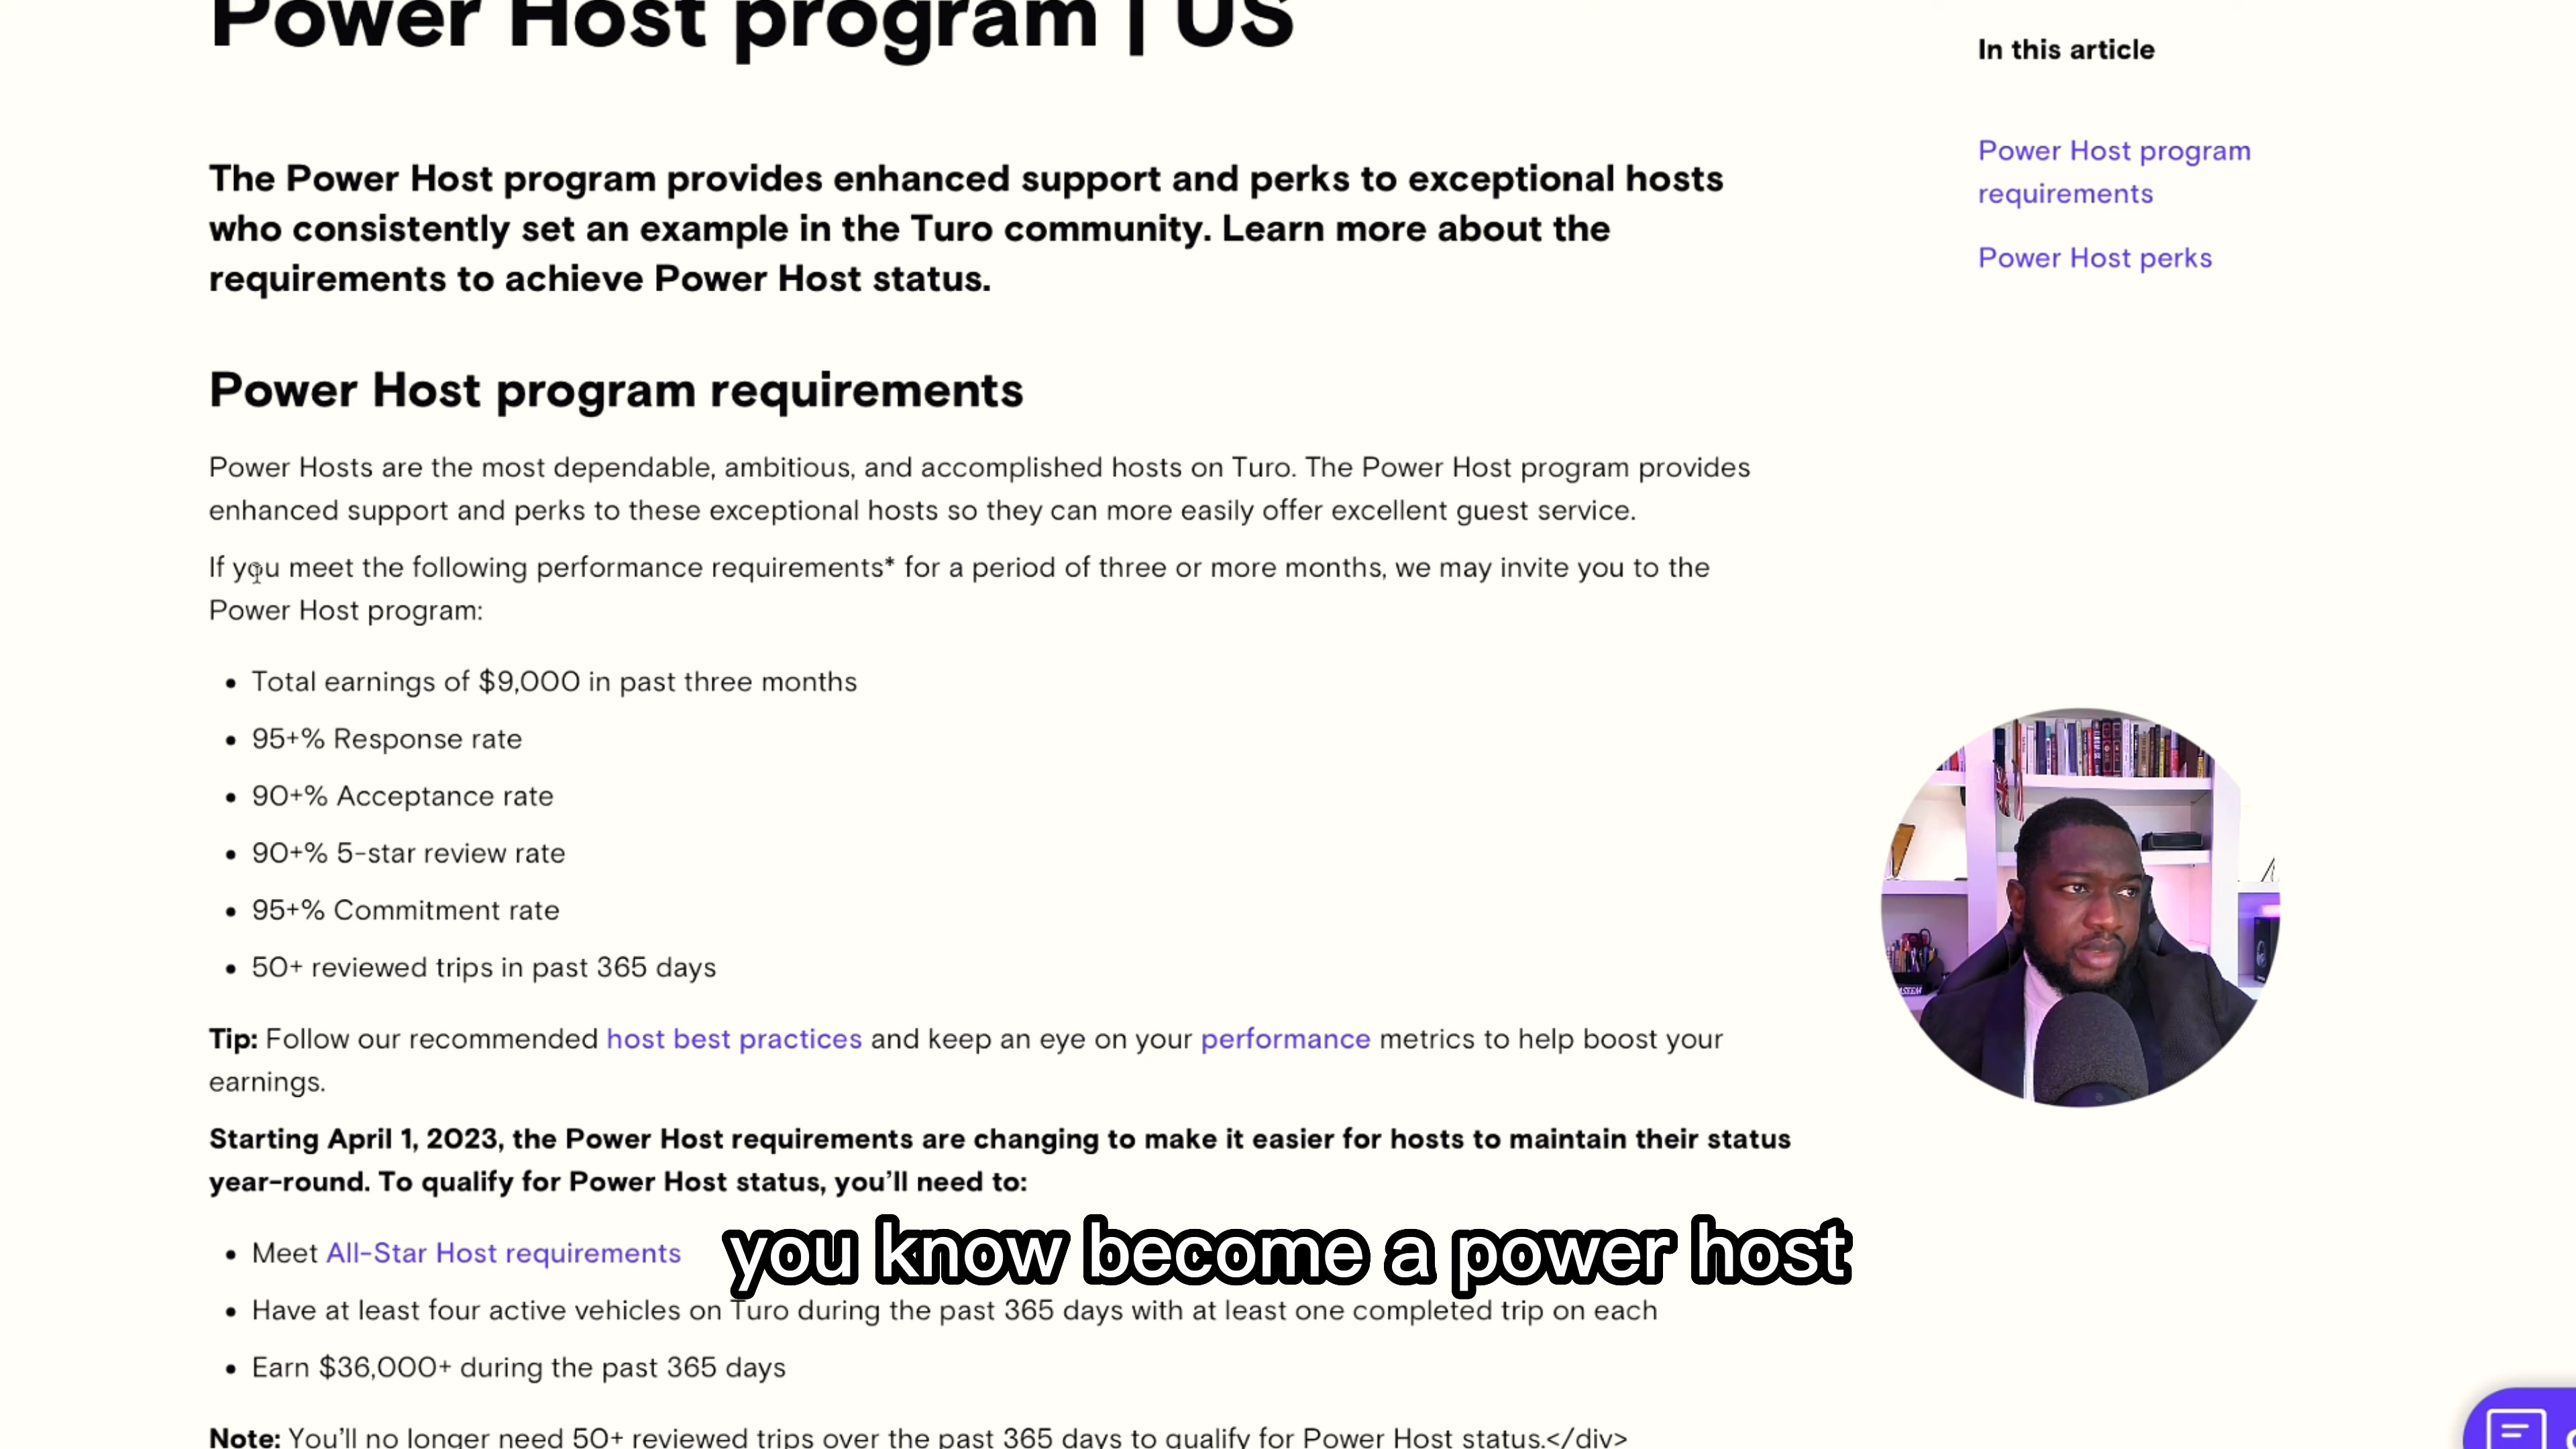 Power Host program | US
In this article
Power Host program
requirements
Power Host perks
The Power Host program provides enhanced support and perks to exceptional hosts
who consistently set an example in the Turo community. Learn more about the
requirements to achieve Power Host status.
Power Host program requirements
Power Hosts are the most dependable, ambitious, and accomplished hosts on Turo. The Power Host program provides
enhanced support and perks to these exceptional hosts so they can more easily offer excellent guest service.
If you meet the following performance requirements* for a period of three or more months, we may invite you to the
Power Host program:
• Total earnings of $9,000 in past three months
• 95+% Response rate
• 90+% Acceptance rate
• 90+% 5-star review rate
• 95+% Commitment rate
• 50+ reviewed trips in past 365 days
Tip: Follow our recommended host best practices and keep an eye on your performance metrics to help boost your
earnings.
Starting April 1, 2023, the Power Host requirements are changing to make it easier for hosts to maintain their status
year-round. To qualify for Power Host status, you’ll need to:
• Meet All-Star Host requirements
you know become a power host
• Have at least four active vehicles on Turo during the past 365 days with at least one completed trip on each
• Earn $36,000+ during the past 365 days
Note: You’ll no longer need 50+ reviewed trips over the past 365 days to qualify for Power Host status.</div>